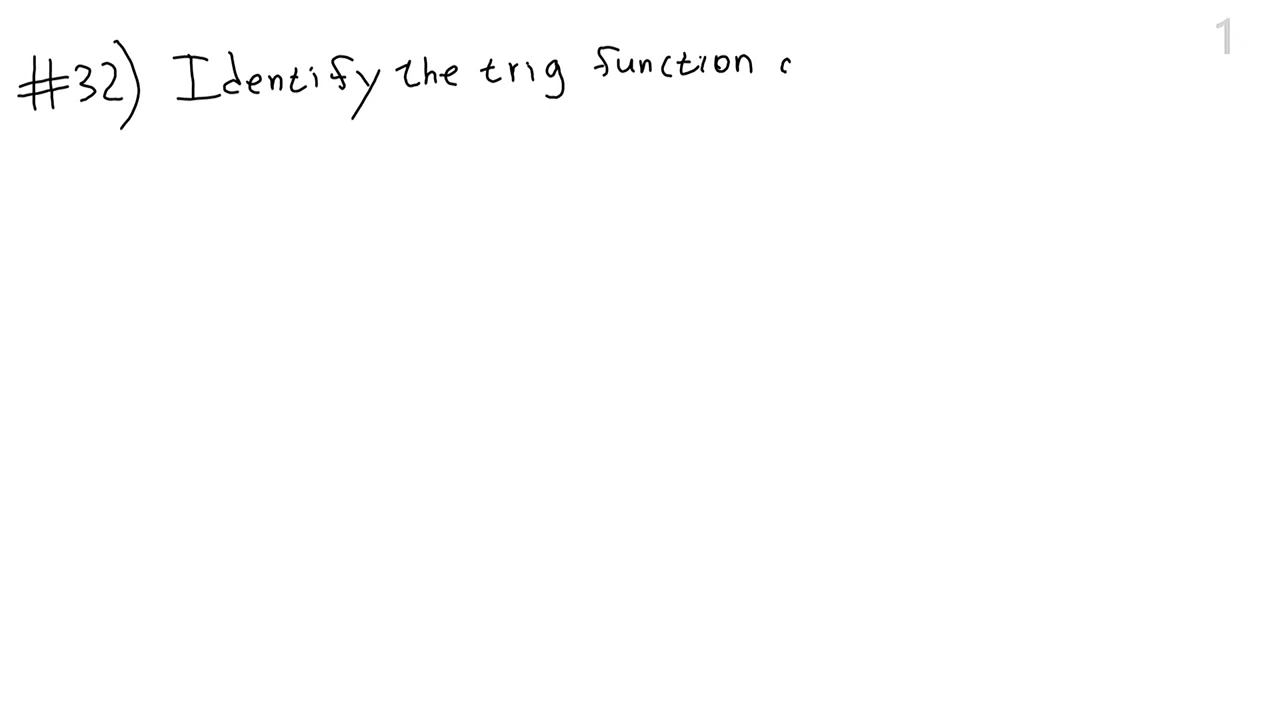 1
#32) Identify the trig function